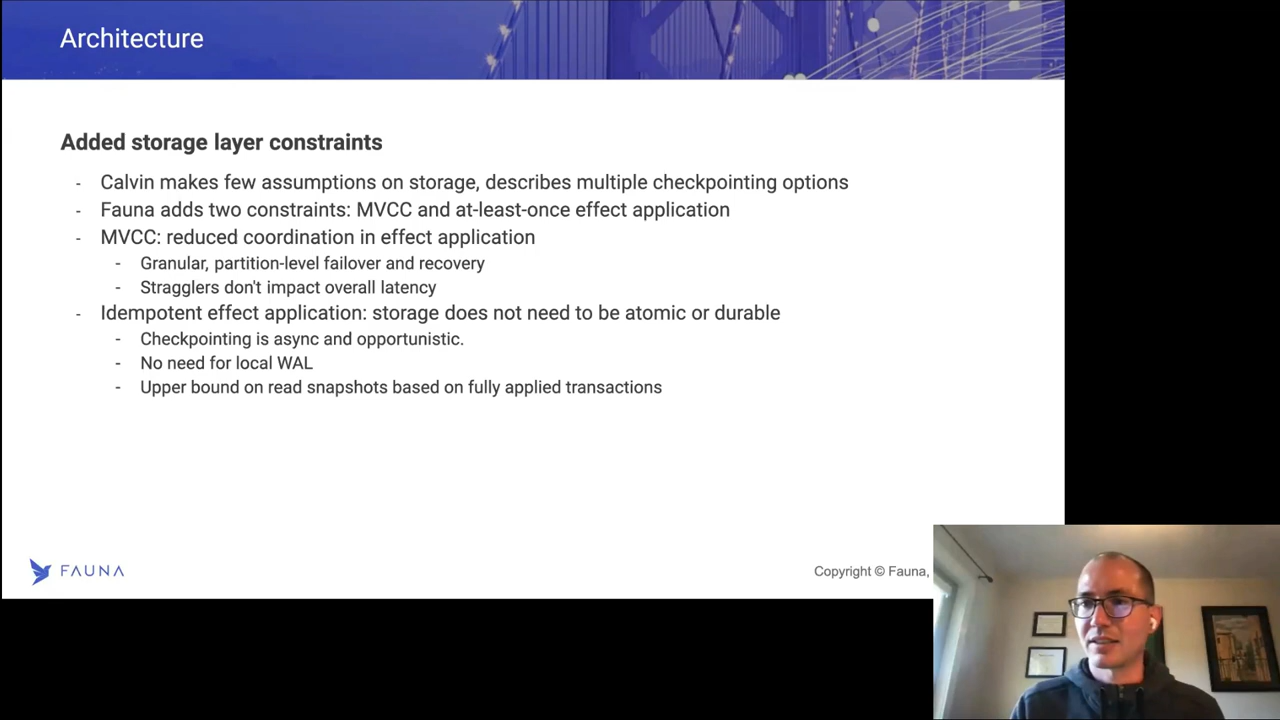 Architecture
Added storage layer constraints
- Calvin makes few assumptions on storage, describes multiple checkpointing options
- Fauna adds two constraints: MVCC and at-least-once effect application
- MVCC: reduced coordination in effect application
- Granular, partition-level failover and recovery
- Stragglers don't impact overall latency
- Idempotent effect application: storage does not need to be atomic or durable
- Checkpointing is async and opportunistic.
- No need for local WAL
- Upper bound on read snapshots based on fully applied transactions
FAUNA
Copyright © Fauna,